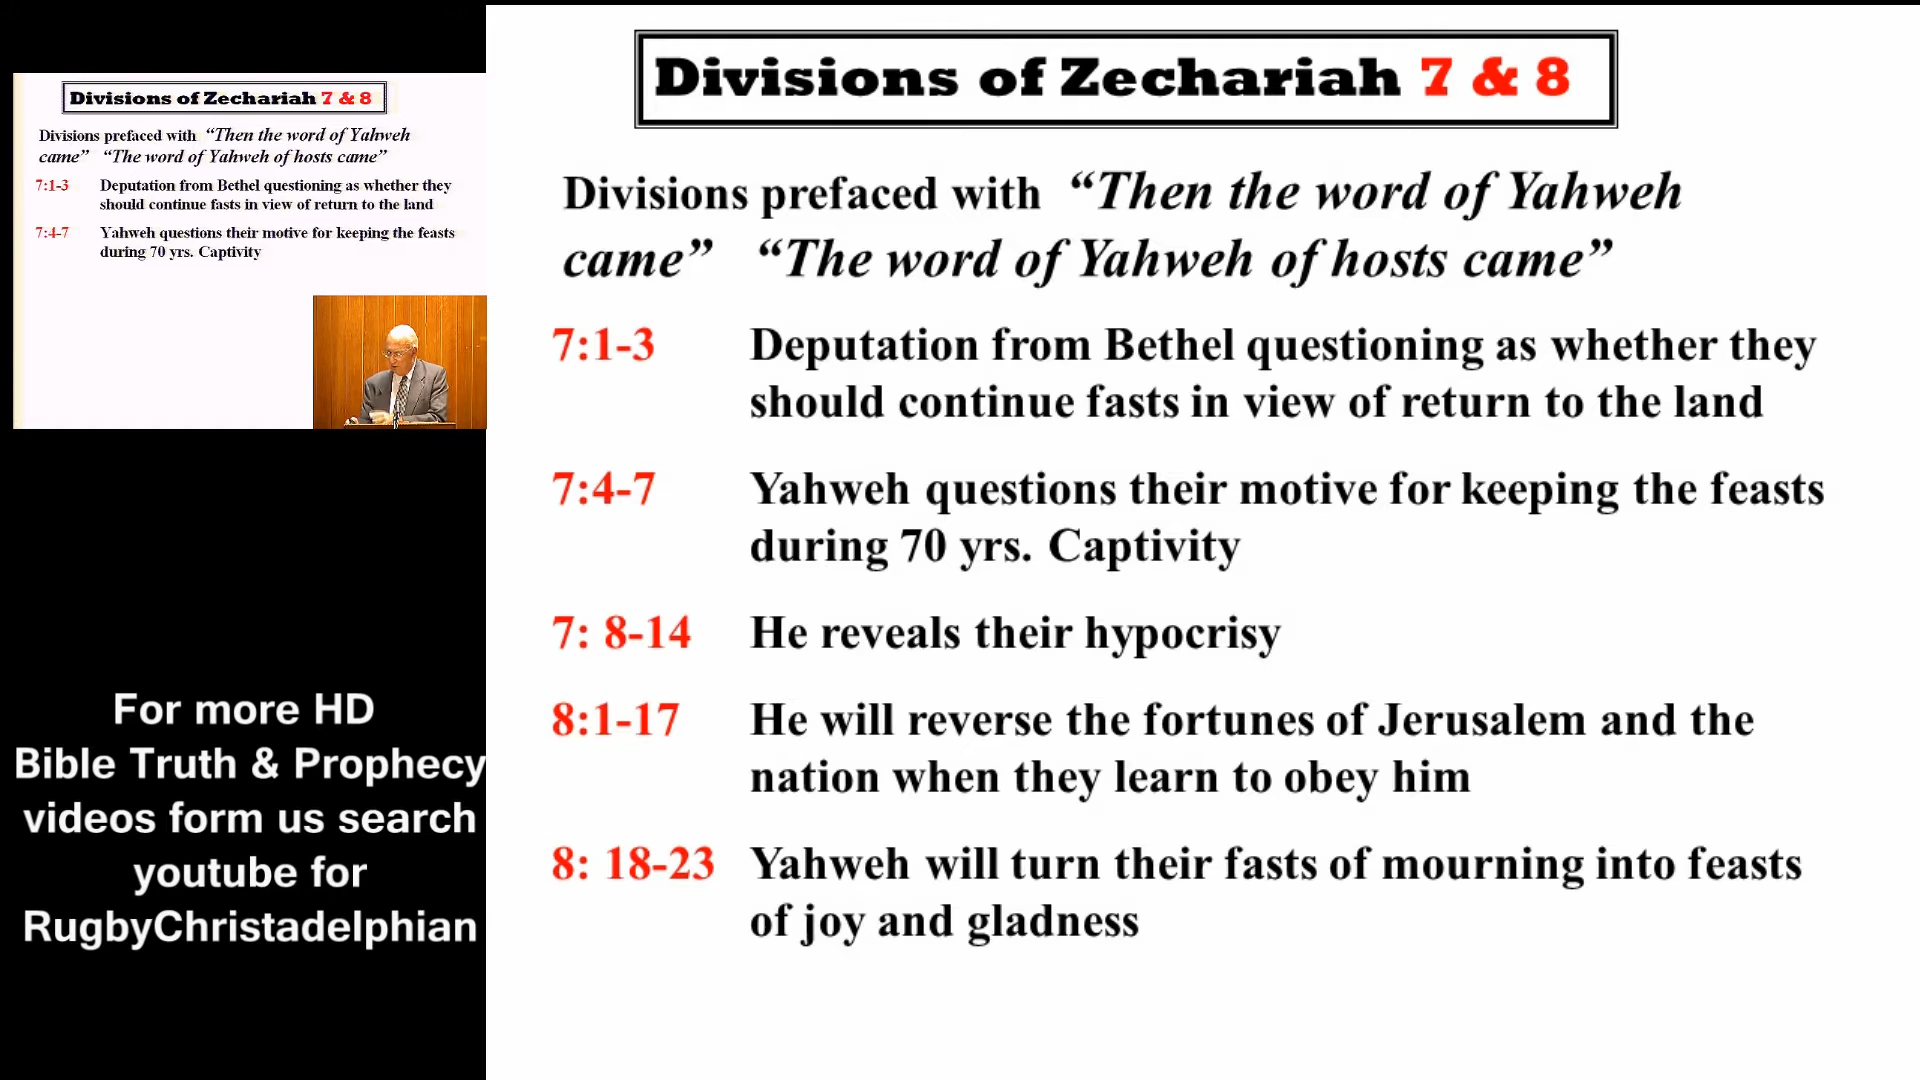 Divisions of Zechariah 7 & 8
Divisions prefaced with “Then the word of Yahweh
came” “The word of Yahweh of hosts came”
7:1-3 Deputation from Bethel questioning as whether they
should continue fasts in view of return to the land
7:4-7 Yahweh questions their motive for keeping the feasts
during 70 yrs. Captivity
For more HD
Bible Truth & Prophecy
videos form us search
youtube for
RugbyChristadelphian
Divisions of Zechariah 7 & 8
Divisions prefaced with “Then the word of Yahweh
came” “The word of Yahweh of hosts came”
7:1-3 Deputation from Bethel questioning as whether they
should continue fasts in view of return to the land
7:4-7 Yahweh questions their motive for keeping the feasts
during 70 yrs. Captivity
7: 8-14 He reveals their hypocrisy
8:1-17 He will reverse the fortunes of Jerusalem and the
nation when they learn to obey him
8: 18-23 Yahweh will turn their fasts of mourning into feasts
of joy and gladness